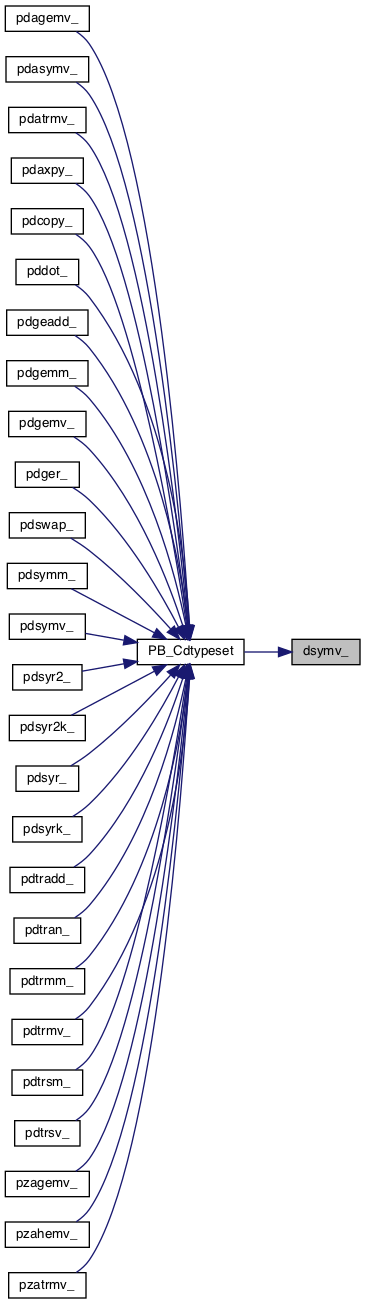 pdagemv_
pdasymv_
pdatrmv_
pdaxpy_
pdcopy_
pddot_
pdgeadd_
pdgemm_
pdgemv_
pdger_
pdswap_
pdsymm_
pdsymv_
PB_Cdtypeset
dsymv_
pdsyr2_
pdsyr2k_
pdsyr_
pdsyrk_
pdtradd_
pdtran_
pdtrmm_
pdtrmv_
pdtrsm_
pdtrsv_
pzagemv_
pzahemv_
pzatrmv_